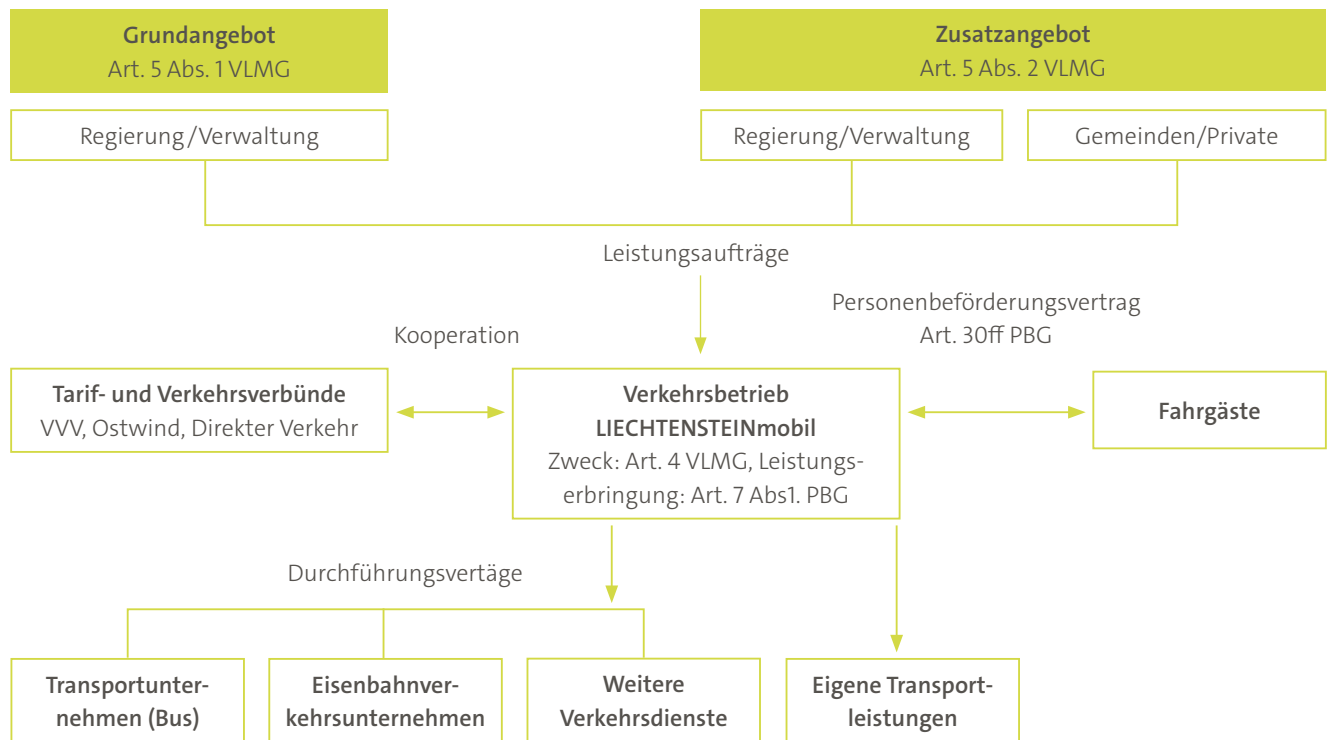 Grundangebot
Art. 5 Abs. 1 VLMG
Zusatzangebot
Art. 5 Abs. 2 VLMG
Regierung/Verwaltung
Regierung/Verwaltung
Gemeinden/Private
Leistungsaufträge
Personenbeförderungsvertrag
Art. 30ff PBG
Kooperation
Tarif- und Verkehrsverbünde
VVV, Ostwind, Direkter Verkehr
Verkehrsbetrieb
LIECHTENSTEINmobil
Zweck: Art. 4 VLMG, Leistungs-
erbringung: Art. 7 Abs1. PBG
Fahrgäste
Durchführungsvertäge
Transportunter-
nehmen (Bus)
Eisenbahnver-
kehrsunternehmen
Weitere
Verkehrsdienste
Eigene Transport-
leistungen